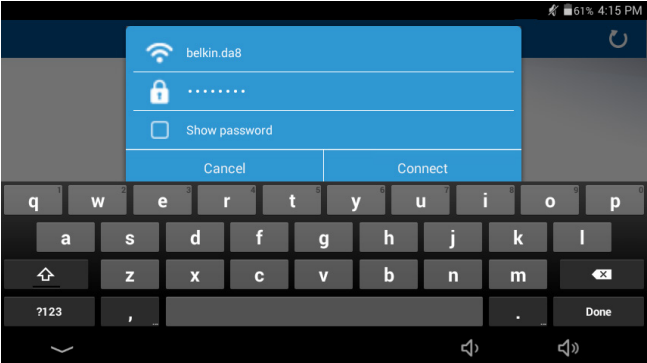 61% 4:15 PM
belkin.da8
········
Show password
Cancel Connect
q 1 w 2 e 3 r 4 t 5 y 6 u 7 i 8 o 9 p 0
a s d f g h j k l
z x c v b n m
?123 , ... . ... Done